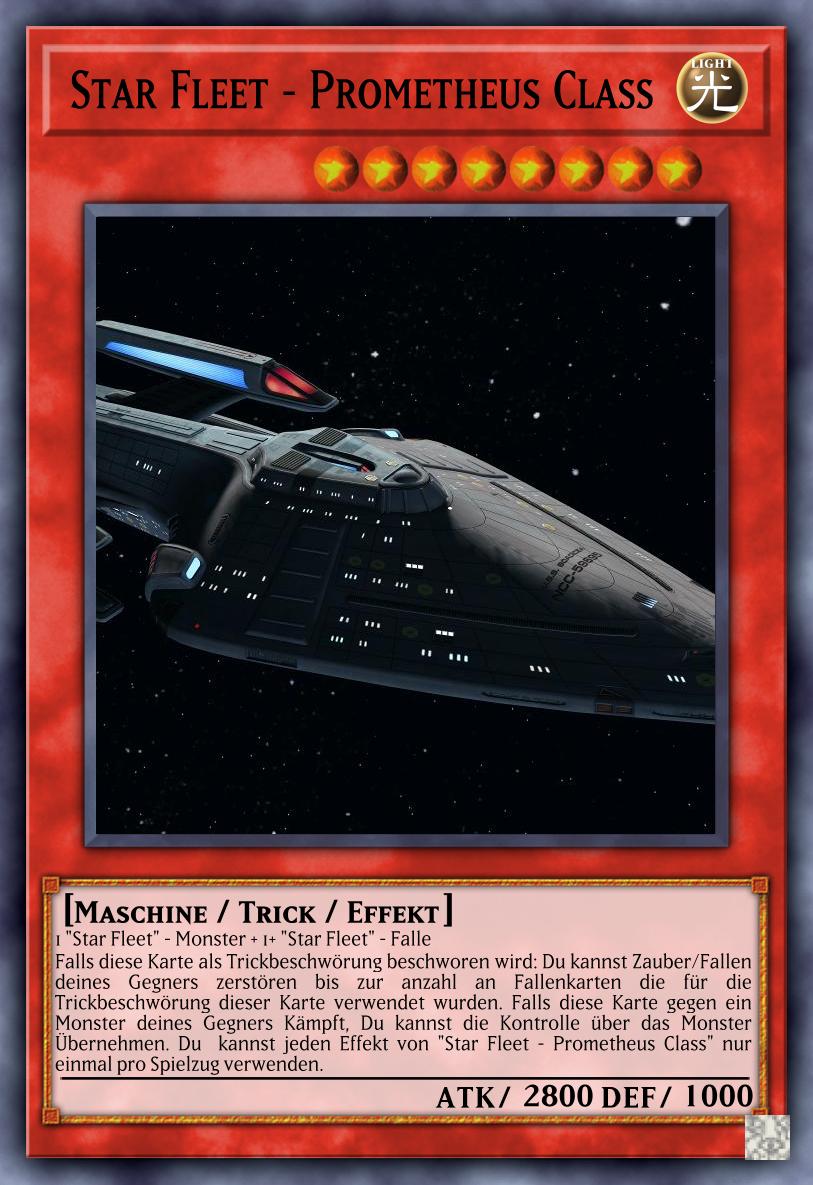 Star Fleet - Prometheus Class
LIGHT
光
[Maschine / Trick / Effekt]
1 "Star Fleet" - Monster + 1+ "Star Fleet" - Falle
Falls diese Karte als Trickbeschwörung beschworen wird: Du kannst Zauber/Fallen
deines Gegners zerstören bis zur anzahl an Fallenkarten die für die
Trickbeschwörung dieser Karte verwendet wurden. Falls diese Karte gegen ein
Monster deines Gegners Kämpft, Du kannst die Kontrolle über das Monster
Übernehmen. Du kannst jeden Effekt von "Star Fleet - Prometheus Class" nur
einmal pro Spielzug verwenden.
ATK/ 2800 DEF/ 1000